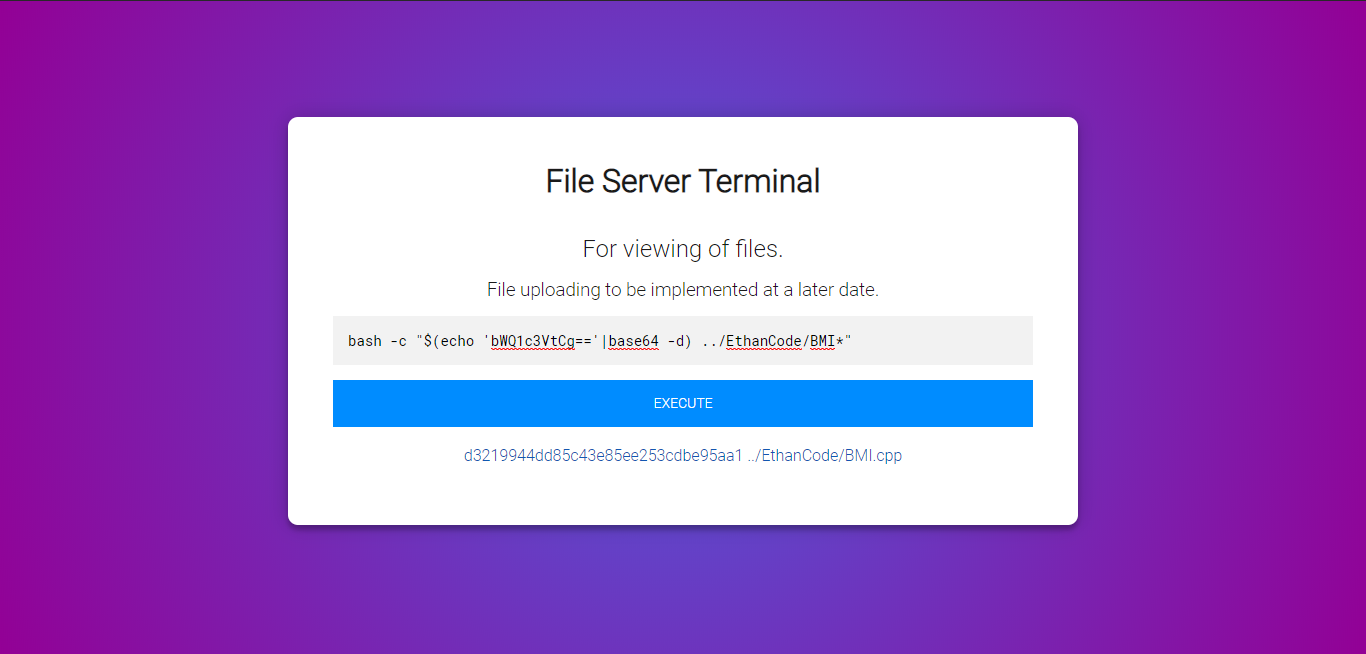 File Server Terminal
For viewing of files.
File uploading to be implemented at a later date.
bash -c "$(echo 'bWQ1c3VtCg=='|base64 -d) ../EthanCode/BMI*"
EXECUTE
d3219944dd85c43e85ee253cdbe95aa1 ../EthanCode/BMI.cpp